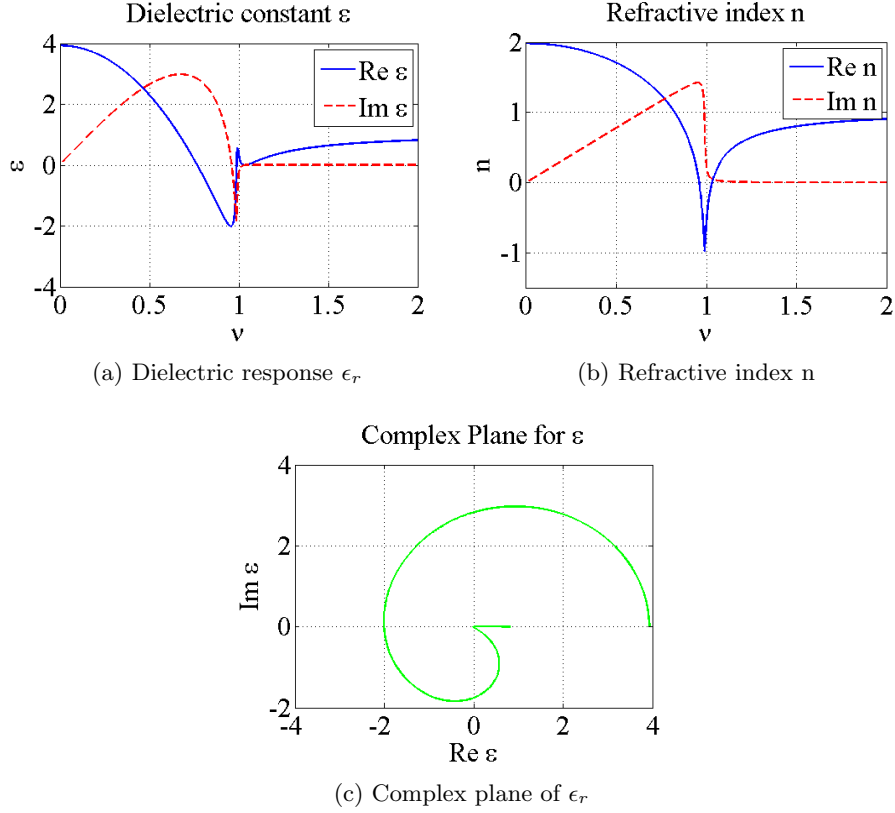 Dielectric constant ε
ε
4
2
0
-2
-4
0
0.5
1
1.5
2
ν
Re ε
Im ε
(a) Dielectric response ϵr
Refractive index n
n
2
1
0
-1
0
0.5
1
1.5
2
ν
Re n
Im n
(b) Refractive index n
Complex Plane for ε
Im ε
4
2
0
-2
-4
-2
0
2
4
Re ε
(c) Complex plane of ϵr